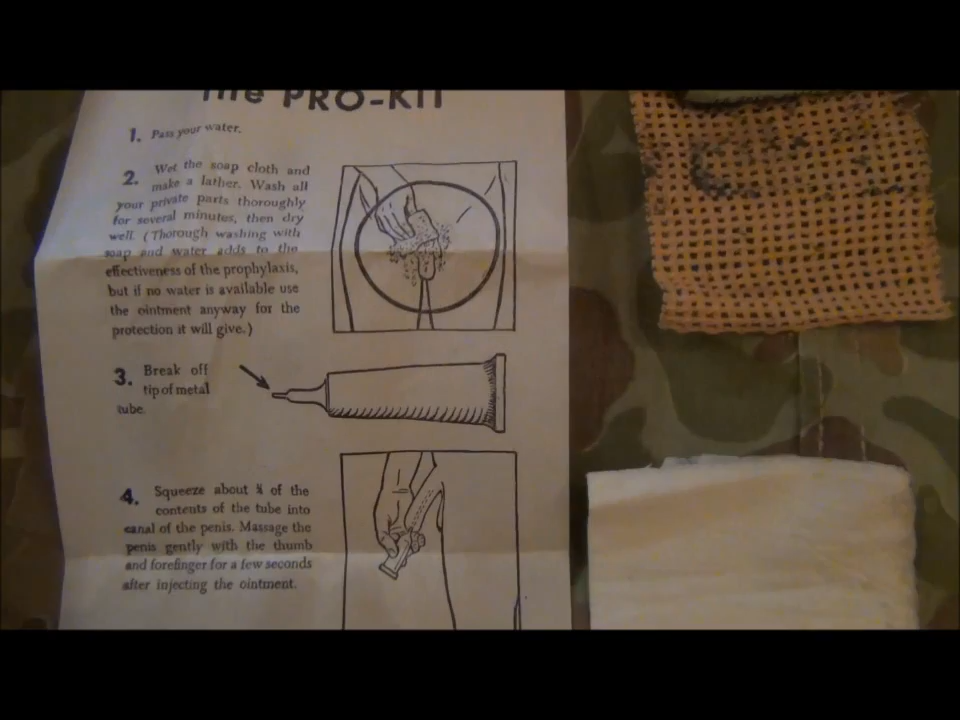 the PRO-KIT
1. Pass your water.
2. Wet the soap cloth and
make a lather. Wash all
your private parts thoroughly
for several minutes, then dry
well. (Thorough washing with
soap and water adds to the
effectiveness of the prophylaxis,
but if no water is available use
the ointment anyway for the
protection it will give.)
3. Break off
tip of metal
tube.
4. Squeeze about ¾ of the
contents of the tube into
canal of the penis. Massage the
penis gently with the thumb
and forefinger for a few seconds
after injecting the ointment.